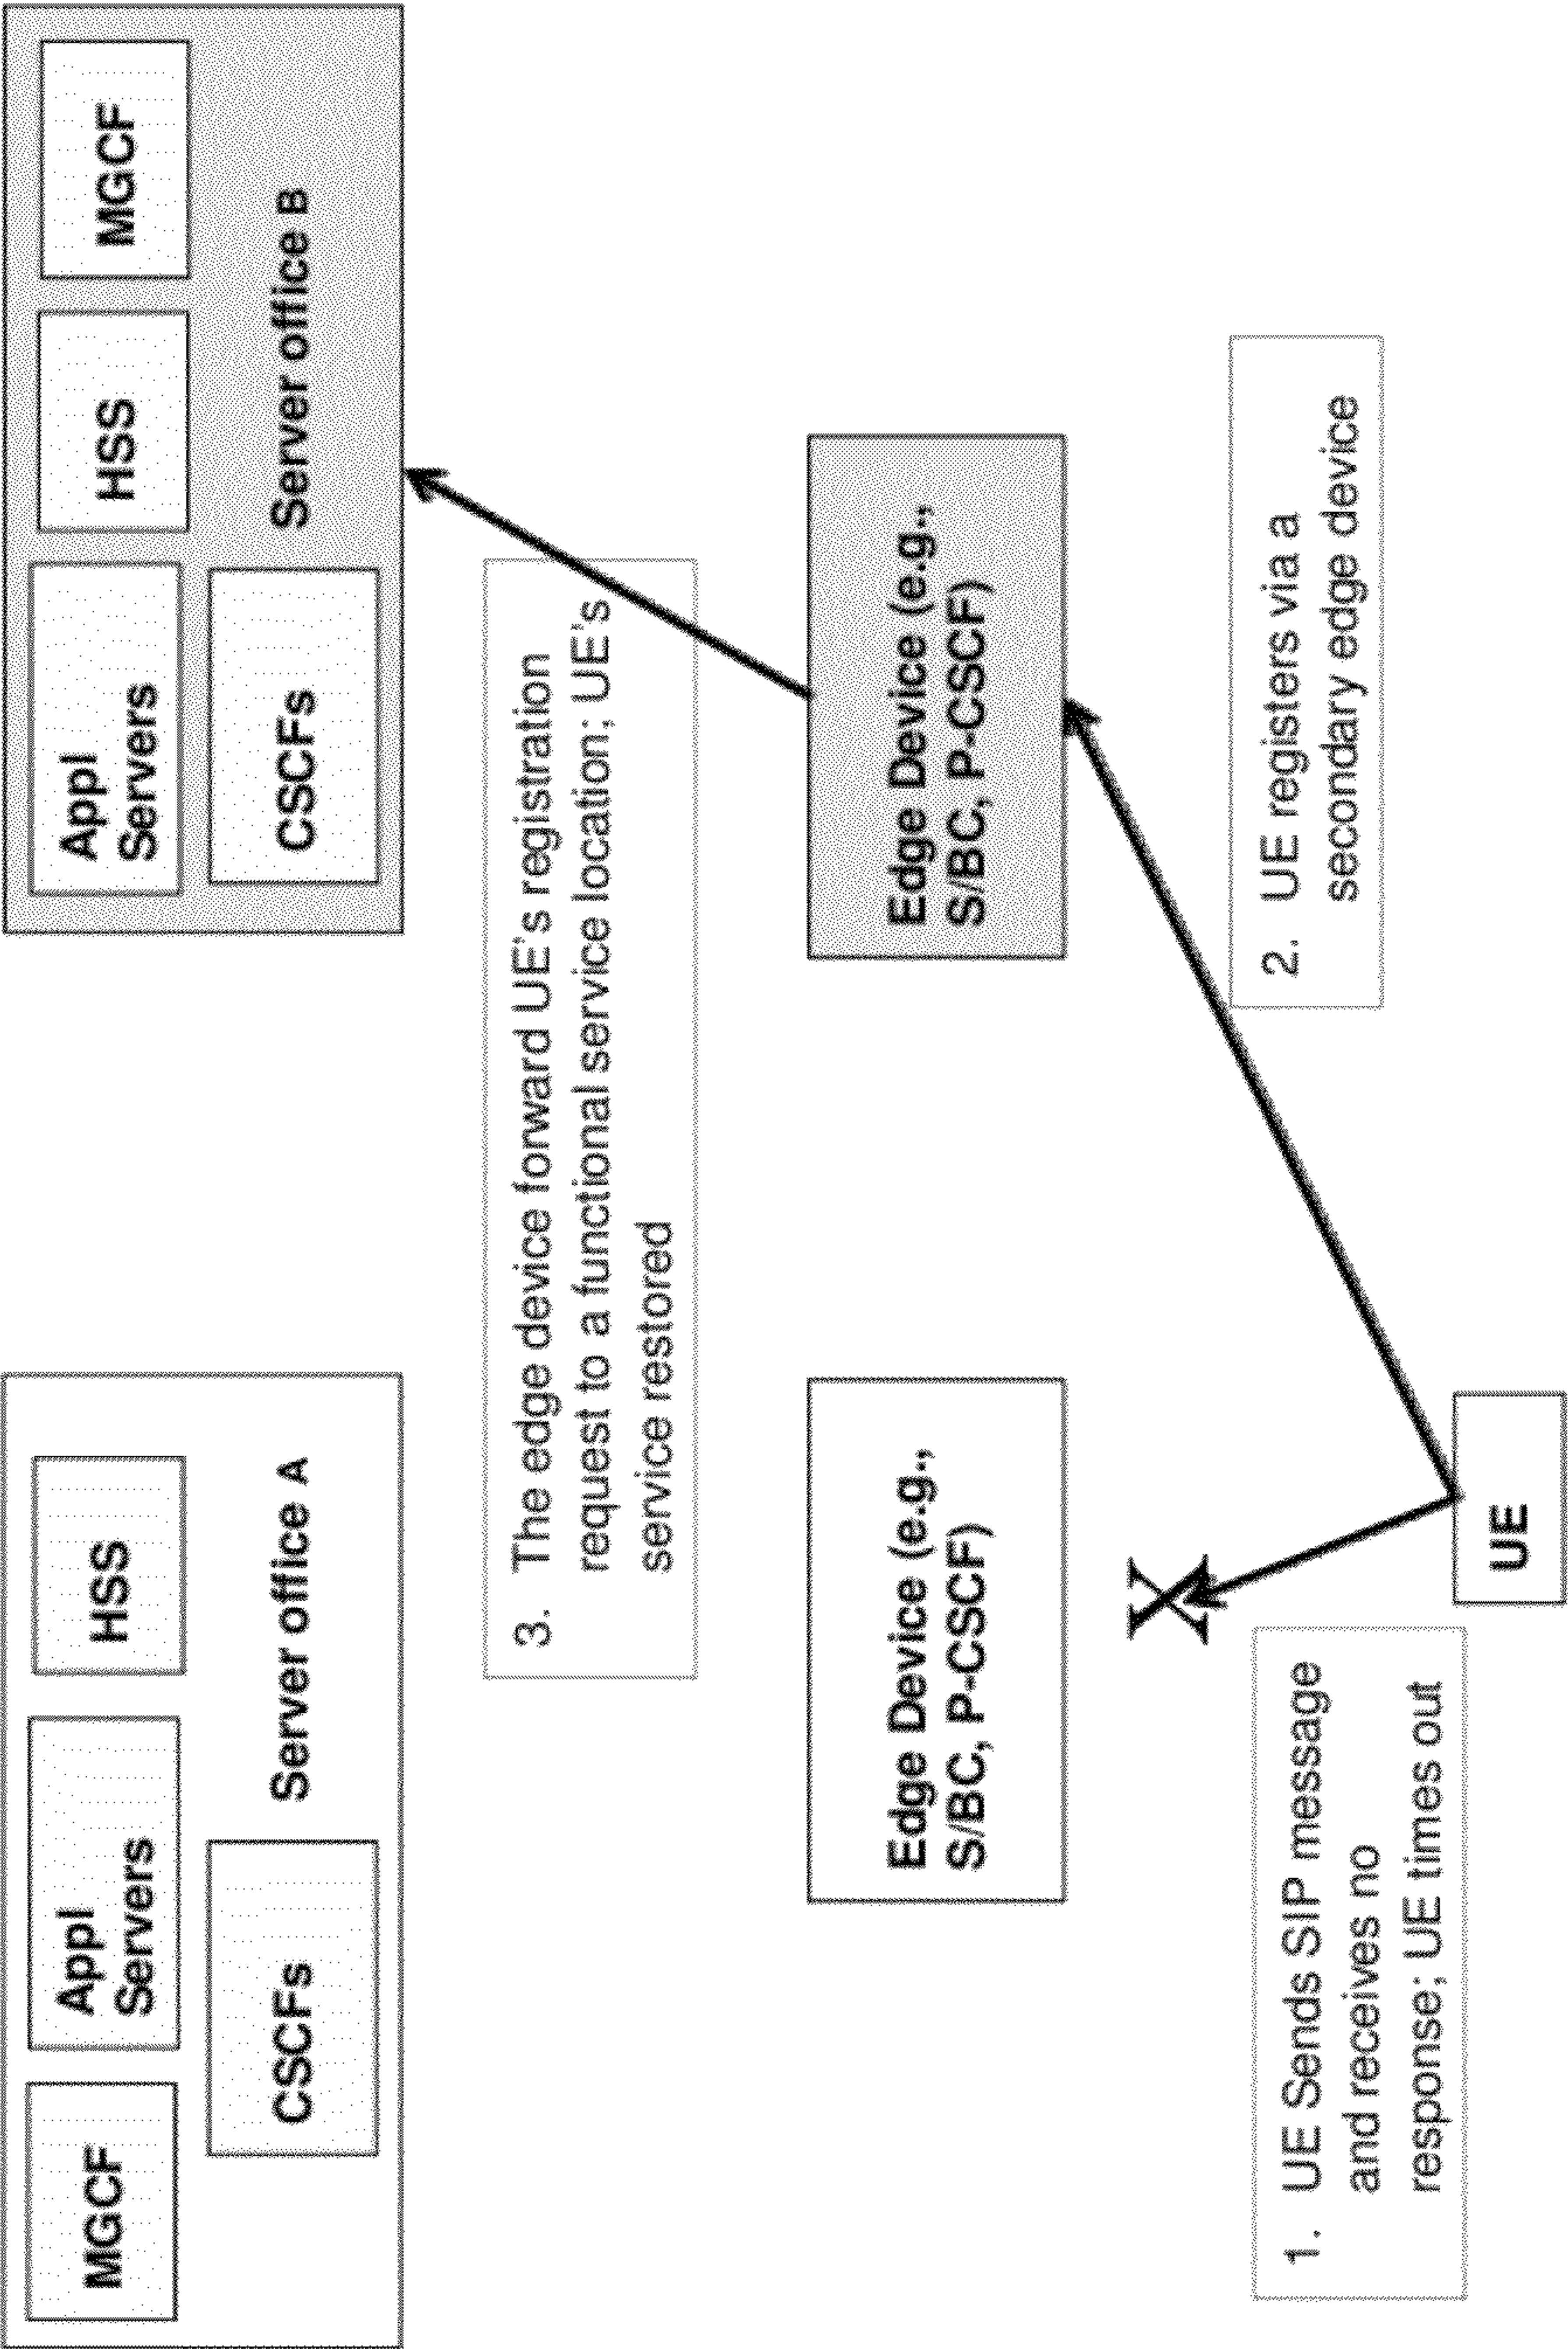 MGCF
Appl
Servers
HSS
CSCFs
Server office A
Appl
Servers
HSS
MGCF
CSCFs
Server office B
3. The edge device forward UE's registration
request to a functional service location; UE's
service restored
Edge Device (e.g.,
S/BC, P-CSCF)
Edge Device (e.g.,
S/BC, P-CSCF)
X
1. UE Sends SIP message
and receives no
response; UE times out
2. UE registers via a
secondary edge device
UE